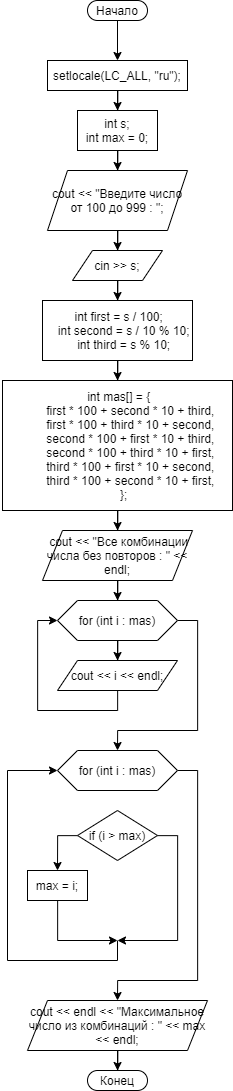 Начало
setlocale(LC_ALL, "ru");
int s;
int max = 0;
cout << "Введите число
от 100 до 999 : ";
cin >> s;
int first = s / 100;
int second = s / 10 % 10;
int third = s % 10;
int mas[] = {
first * 100 + second * 10 + third,
first * 100 + third * 10 + second,
second * 100 + first * 10 + third,
second * 100 + third * 10 + first,
third * 100 + first * 10 + second,
third * 100 + second * 10 + first,
};
cout << "Все комбинации
числа без повторов : " <<
endl;
for (int i : mas)
cout << i << endl;
for (int i : mas)
if (i > max)
max = i;
cout << endl << "Максимальное
число из комбинаций : " << max
<< endl;
Конец